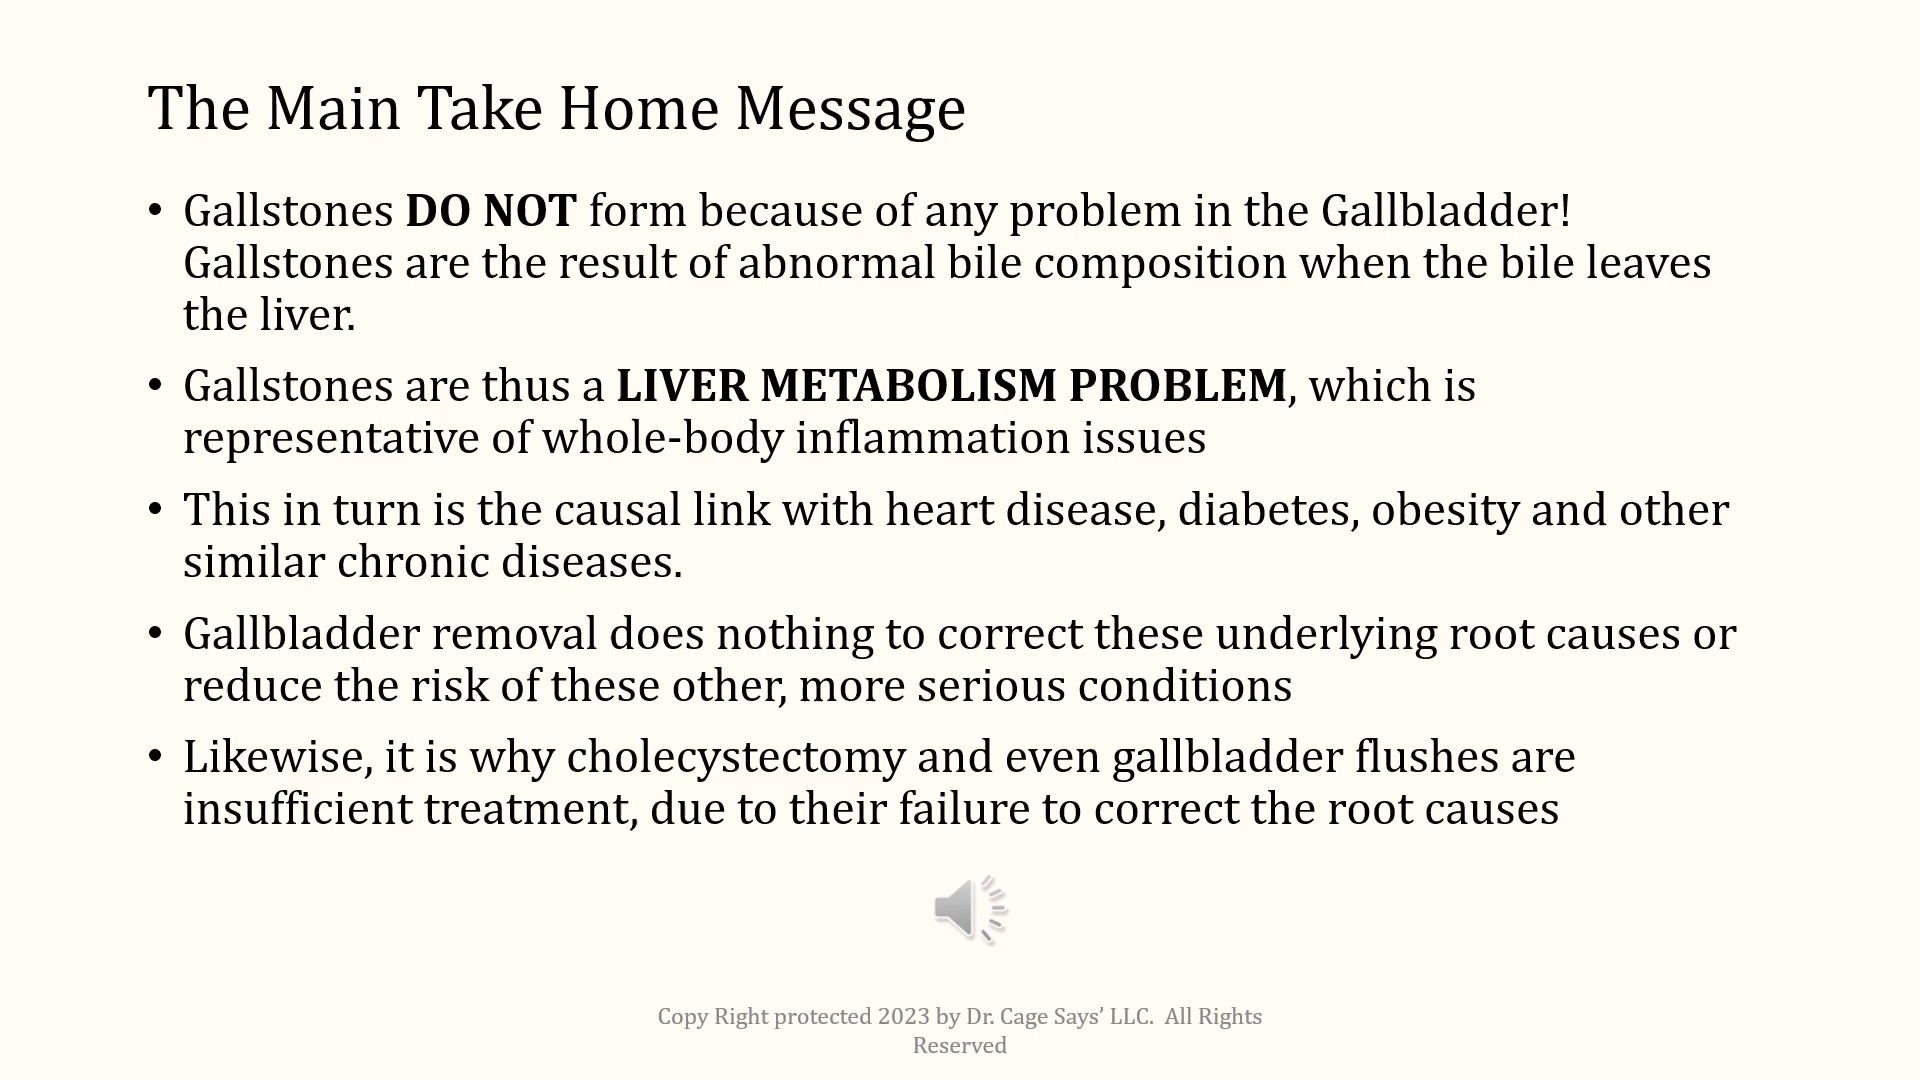 The Main Take Home Message
• Gallstones DO NOT form because of any problem in the Gallbladder!
Gallstones are the result of abnormal bile composition when the bile leaves
the liver.
• Gallstones are thus a LIVER METABOLISM PROBLEM, which is
representative of whole-body inflammation issues
• This in turn is the causal link with heart disease, diabetes, obesity and other
similar chronic diseases.
• Gallbladder removal does nothing to correct these underlying root causes or
reduce the risk of these other, more serious conditions
• Likewise, it is why cholecystectomy and even gallbladder flushes are
insufficient treatment, due to their failure to correct the root causes
Copy Right protected 2023 by Dr. Cage Says’ LLC.  All Rights
Reserved